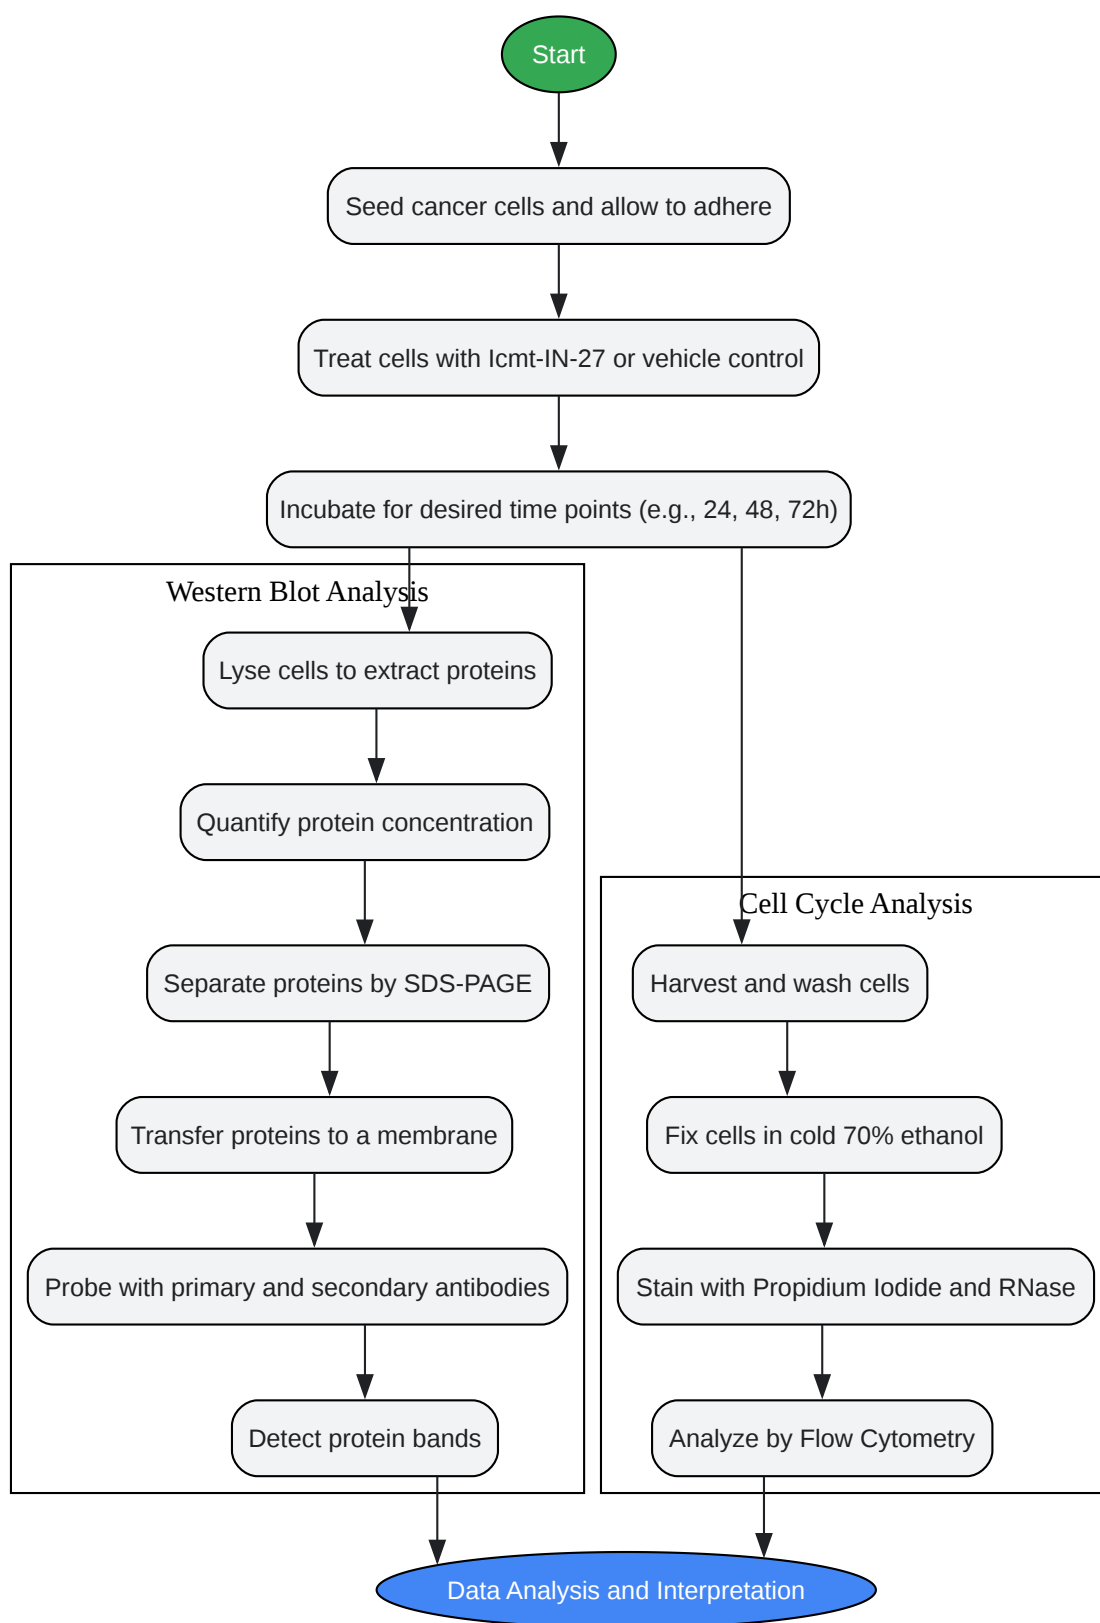 Start
Seed cancer cells and allow to adhere
Treat cells with Icmt-IN-27 or vehicle control
Incubate for desired time points (e.g., 24, 48, 72h)
Western Blot Analysis
Lyse cells to extract proteins
Quantify protein concentration
Separate proteins by SDS-PAGE
Transfer proteins to a membrane
Probe with primary and secondary antibodies
Detect protein bands
Cell Cycle Analysis
Harvest and wash cells
Fix cells in cold 70% ethanol
Stain with Propidium Iodide and RNase
Analyze by Flow Cytometry
Data Analysis and Interpretation